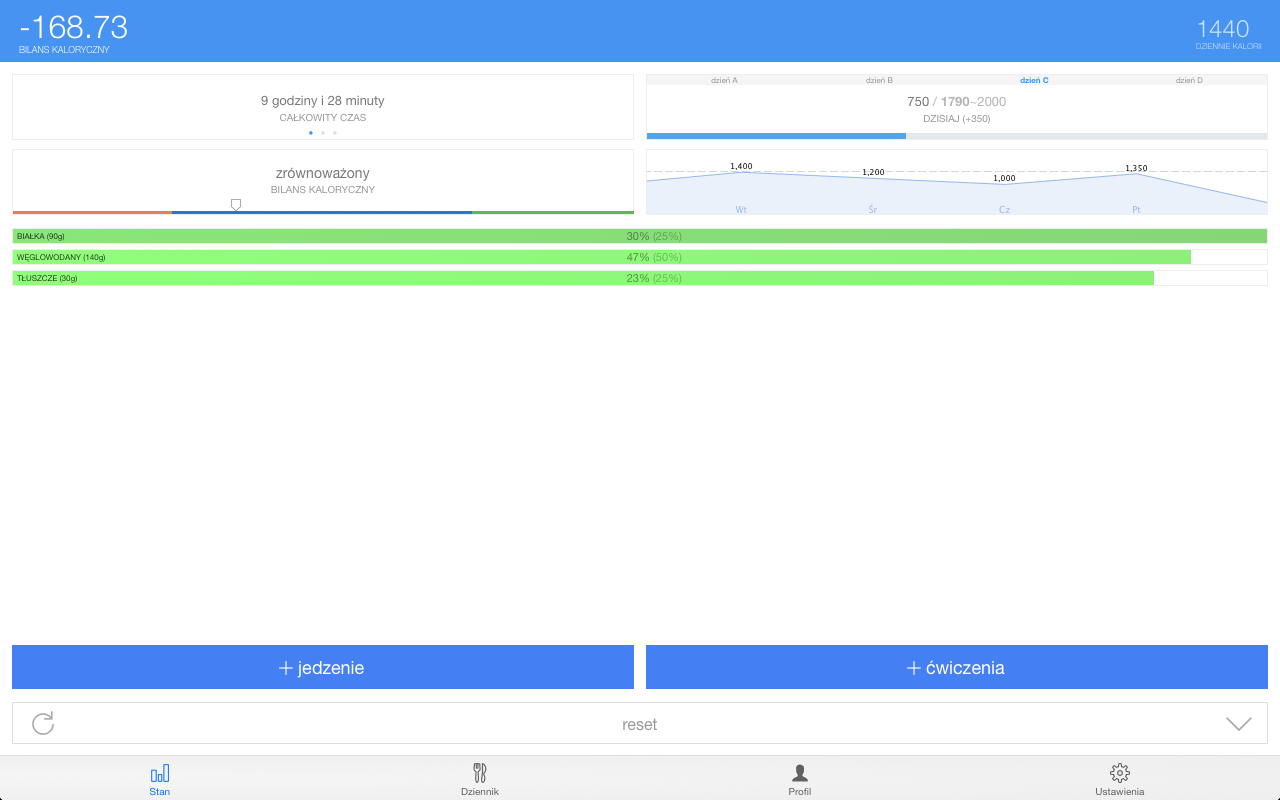 -168.73
BILANS KALORYCZNY
1440
DZIENNIE KALORII
9 godziny i 28 minuty
CAŁKOWITY CZAS
dzień A
dzień B
dzień C
dzień D
750 / 1790~2000
DZISIAJ (+350)
zrównoważony
BILANS KALORYCZNY
1,400
1,200
1,000
1,350
Wt
Śr
Cz
Pt
BIAŁKA (90g)
30% (25%)
WĘGLOWODANY (140g)
47% (50%)
TŁUSZCZE (30g)
23% (25%)
+ jedzenie
+ ćwiczenia
reset
Stan
Dziennik
Profil
Ustawienia